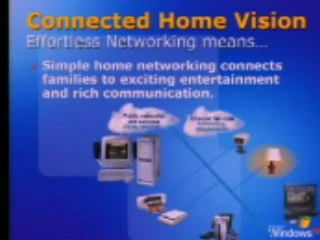 Connected Home Vision
Effortless Networking means...
Simple home networking connects
families to exciting entertainment
and rich communication.
Windows